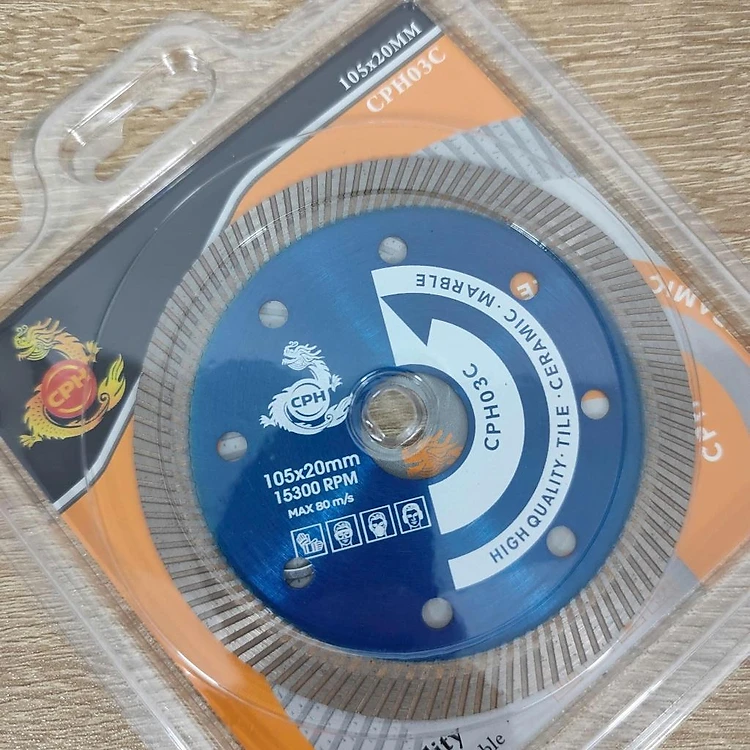 105x20MM
CPH03C
CPH
CPH
105x20mm
15300 RPM
MAX 80 m/s
CPH03C
HIGH QUALITY · TILE · CERAMIC · MARBLE